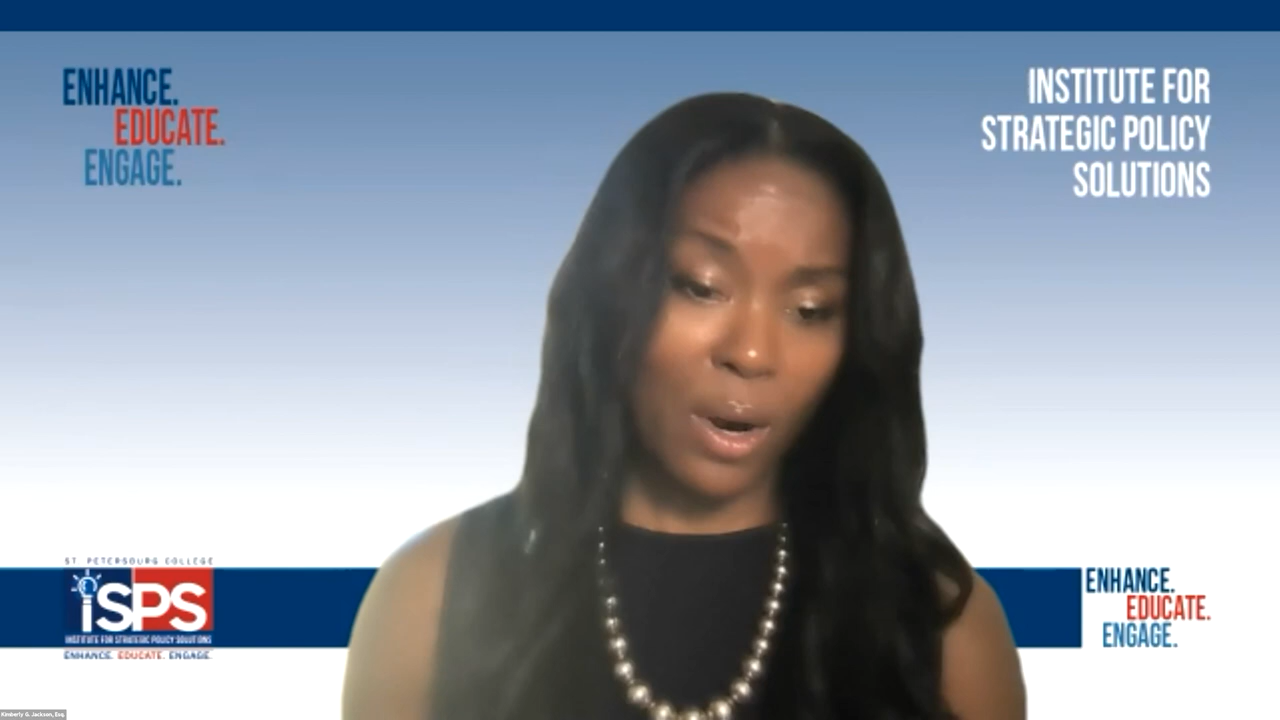 ENHANCE.
EDUCATE.
ENGAGE.
INSTITUTE FOR
STRATEGIC POLICY
SOLUTIONS
ST. PETERSBURG COLLEGE
iSPS
INSTITUTE FOR STRATEGIC POLICY SOLUTIONS
ENHANCE. EDUCATE. ENGAGE.
ENHANCE.
EDUCATE.
ENGAGE.
Kimberly G. Jackson, Esq.